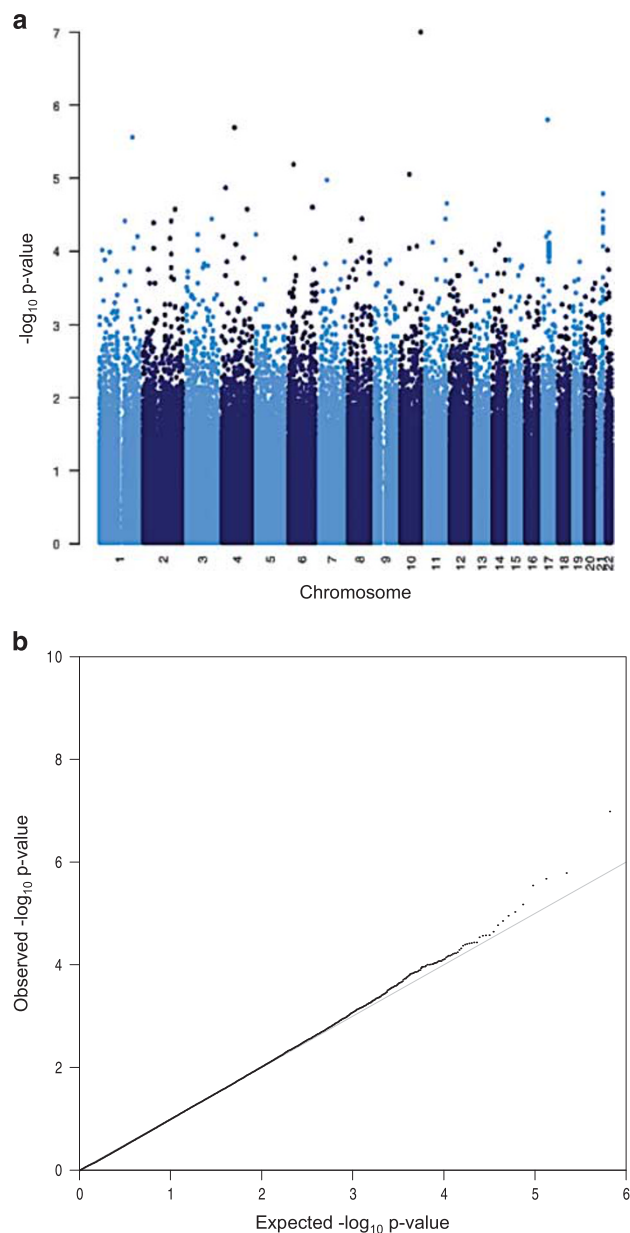 a
7
6
5
4
3
2
1
0
-log10 p-value
1 2 3 4 5 6 7 8 9 10 11 12 13 14 15 16 17 18 19 20 21 22
Chromosome
b
10
8
6
4
2
0
Observed -log10 p-value
0 1 2 3 4 5 6
Expected -log10 p-value